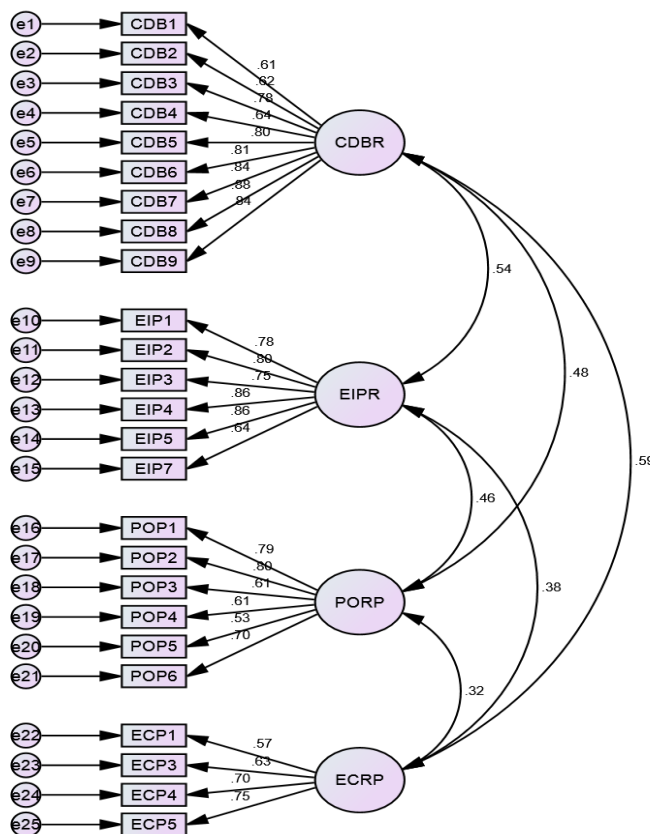 e1 CDB1
.61
e2 CDB2
.62
e3 CDB3
.78
e4 CDB4
.64
e5 CDB5
.80
CDBR
e6 CDB6
.81
e7 CDB7
.84
e8 CDB8
.88
e9 CDB9
.84
.54
.48
.59
e10 EIP1
.78
e11 EIP2
.80
e12 EIP3
.75
EIPR
e13 EIP4
.86
e14 EIP5
.86
e15 EIP7
.64
.46
.38
e16 POP1
.79
e17 POP2
.80
e18 POP3
.61
PORP
e19 POP4
.61
e20 POP5
.53
e21 POP6
.70
.32
e22 ECP1
.57
e23 ECP3
.63
ECRP
e24 ECP4
.70
e25 ECP5
.75